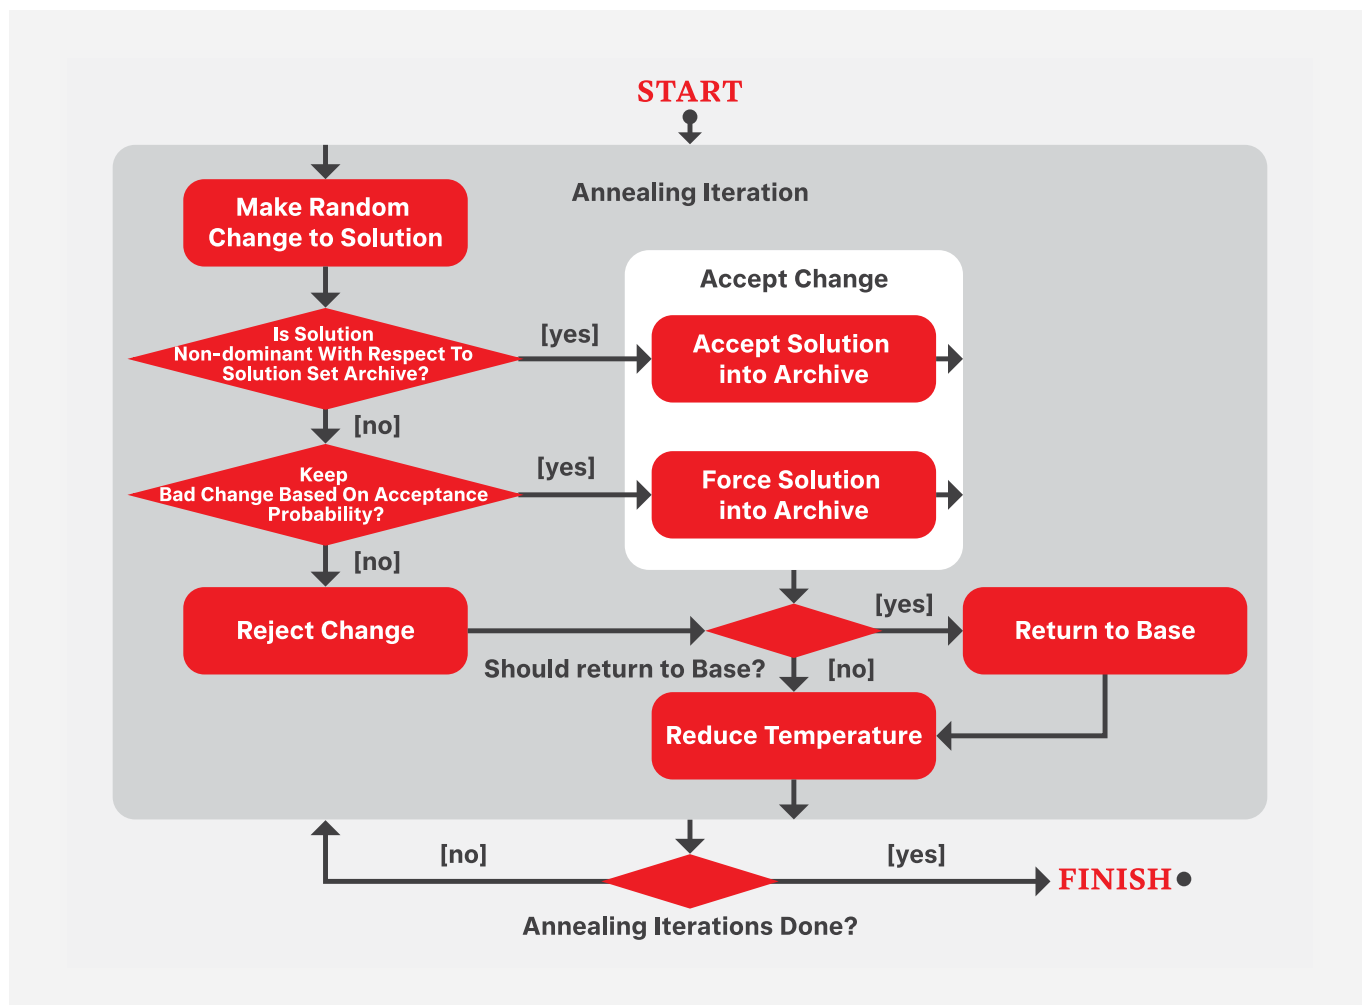 START
Annealing Iteration
Make Random
Change to Solution
Accept Change
Is Solution
Non-dominant With Respect To
Solution Set Archive?
[yes]
Accept Solution
into Archive
[no]
Keep
Bad Change Based On Acceptance
Probability?
[yes]
Force Solution
into Archive
[no]
Reject Change
Should return to Base?
[yes]
Return to Base
[no]
Reduce Temperature
[no]
[yes]
FINISH
Annealing Iterations Done?